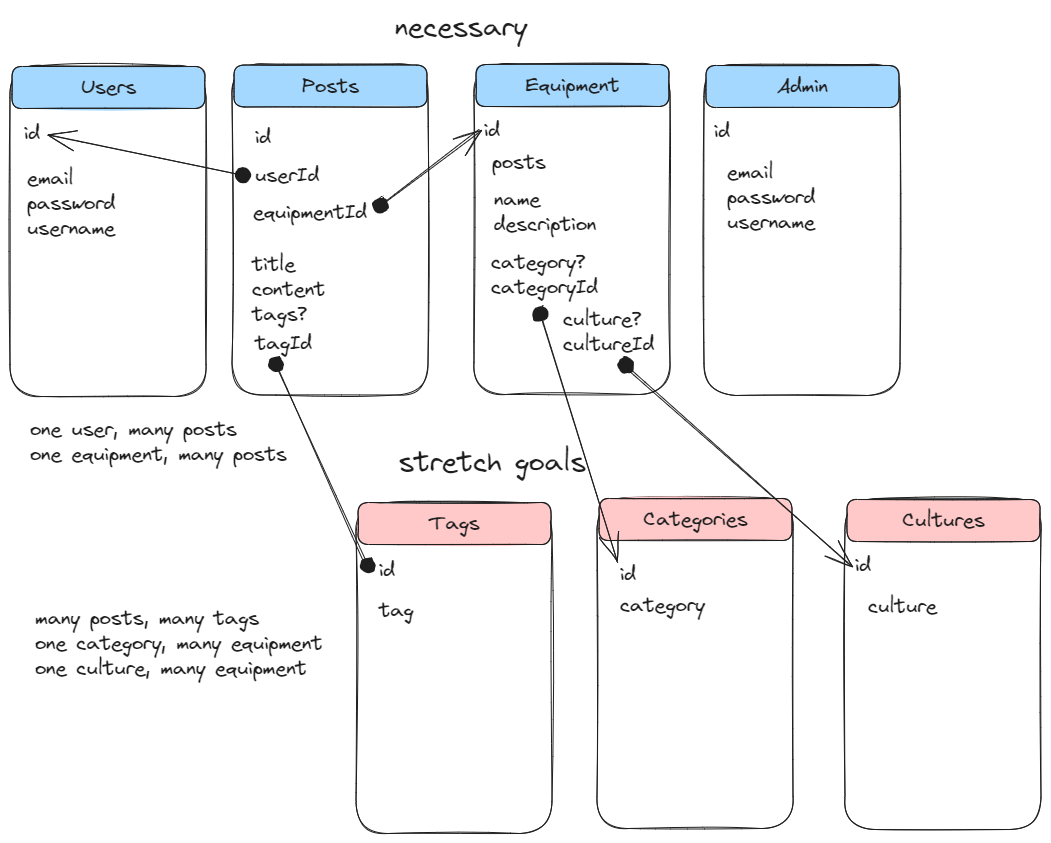 necessary
Users
id
email
password
username
Posts
id
userId
equipmentId
title
content
tags?
tagId
Equipment
id
posts
name
description
category?
categoryId
culture?
cultureId
Admin
id
email
password
username
one user, many posts
one equipment, many posts
stretch goals
Tags
id
tag
Categories
id
category
Cultures
id
culture
many posts, many tags
one category, many equipment
one culture, many equipment